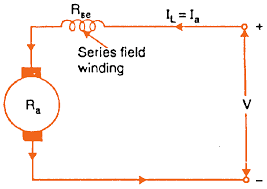 Rse
IL = Ia
+
Series field
winding
Ra
V
−